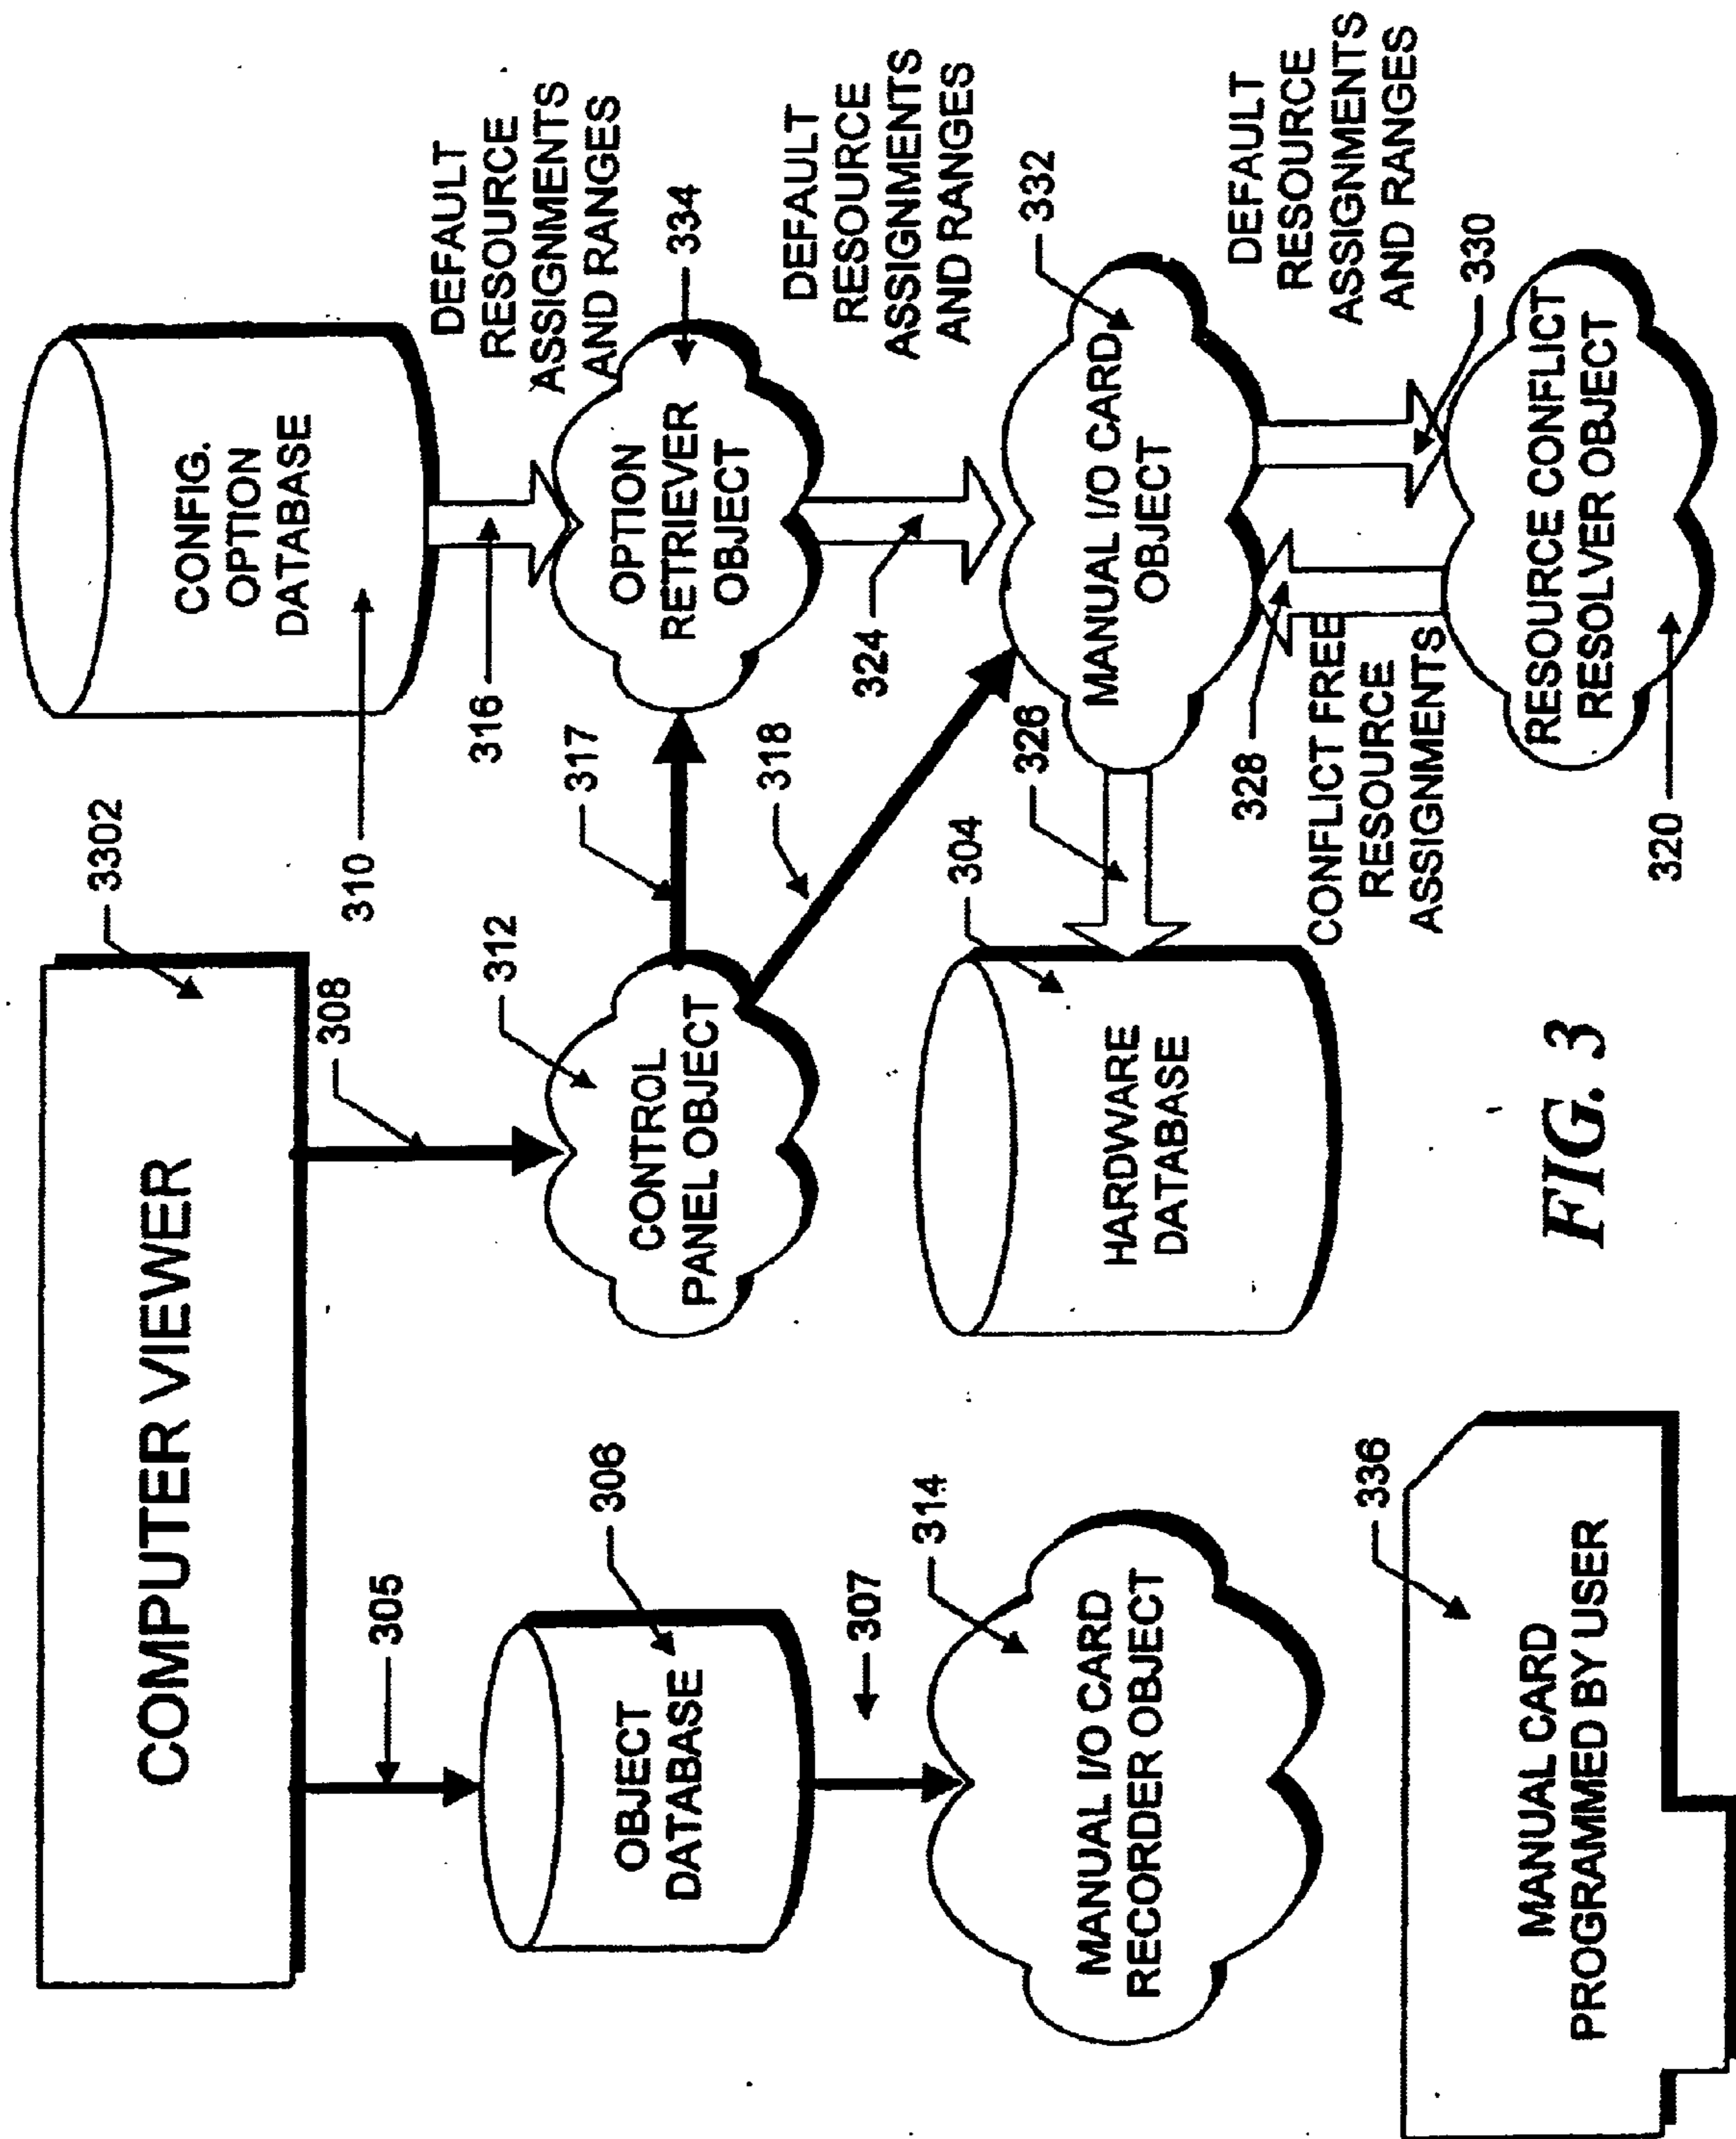 COMPUTER VIEWER
3302
305
308
CONFIG.
OPTION
DATABASE
310
316
DEFAULT
RESOURCE
ASSIGNMENTS
AND RANGES
OBJECT
DATABASE
306
CONTROL
PANEL OBJECT
312
317
OPTION
RETRIEVER
OBJECT
334
307
318
324
DEFAULT
RESOURCE
ASSIGNMENTS
AND RANGES
MANUAL I/O CARD
RECORDER OBJECT
314
HARDWARE
DATABASE
304
326
MANUAL I/O CARD
OBJECT
332
328
CONFLICT FREE
RESOURCE
ASSIGNMENTS
DEFAULT
RESOURCE
ASSIGNMENTS
AND RANGES
330
MANUAL CARD
PROGRAMMED BY USER
336
RESOURCE CONFLICT
RESOLVER OBJECT
320
FIG. 3